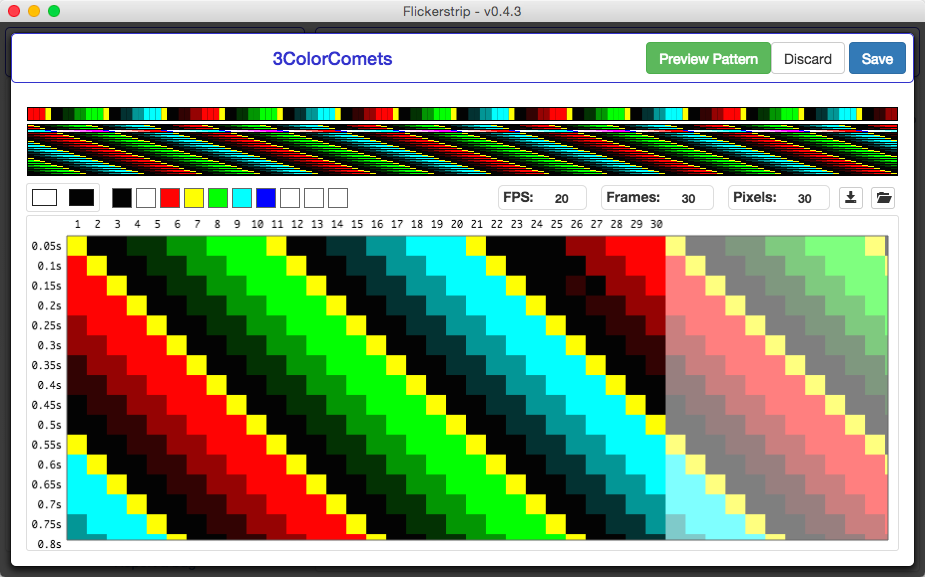 Flickerstrip - v0.4.3
3ColorComets Preview Pattern Discard Save
FPS: 20 Frames: 30 Pixels: 30
1 2 3 4 5 6 7 8 9 10 11 12 13 14 15 16 17 18 19 20 21 22 23 24 25 26 27 28 29 30
0.05s
0.1s
0.15s
0.2s
0.25s
0.3s
0.35s
0.4s
0.45s
0.5s
0.55s
0.6s
0.65s
0.7s
0.75s
0.8s